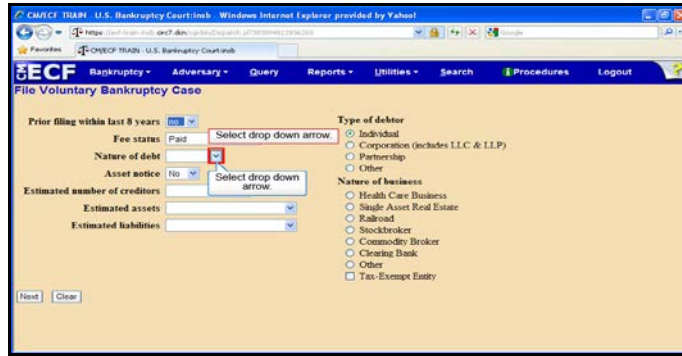 CM/ECF TRAIN - U.S. Bankruptcy Court:insb - Windows Internet Explorer provided by Yahoo!
Google
Favorites
CM/ECF TRAIN - U.S. Bankruptcy Court:insb
ECF Bankruptcy Adversary Query Reports Utilities Search Procedures Logout ?
File Voluntary Bankruptcy Case
Prior filing within last 8 years no
Fee status Paid
Select drop down arrow.
Nature of debt
Asset notice No
Select drop down
arrow.
Estimated number of creditors
Estimated assets
Estimated liabilities
Type of debtor
Individual
Corporation (includes LLC & LLP)
Partnership
Other
Nature of business
Health Care Business
Single Asset Real Estate
Railroad
Stockbroker
Commodity Broker
Clearing Bank
Other
Tax-Exempt Entity
Next Clear